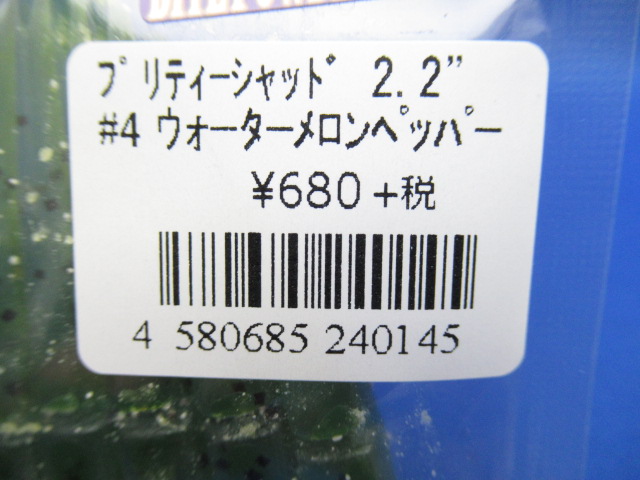 プリティーシャッド 2.2”
#4 ウォーターメロンペッパー
¥680+税
4 580685 240145